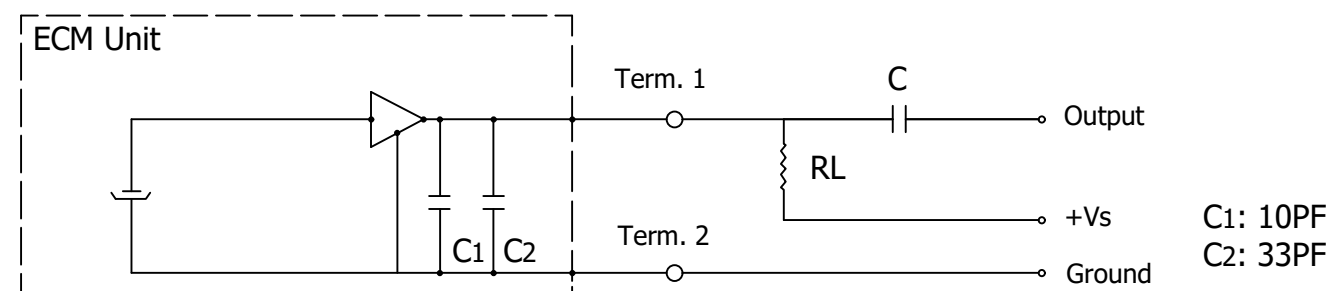 ECM Unit
Term. 1
C
Output
RL
+Vs
C1: 10PF
C1 C2
Term. 2
C2: 33PF
Ground